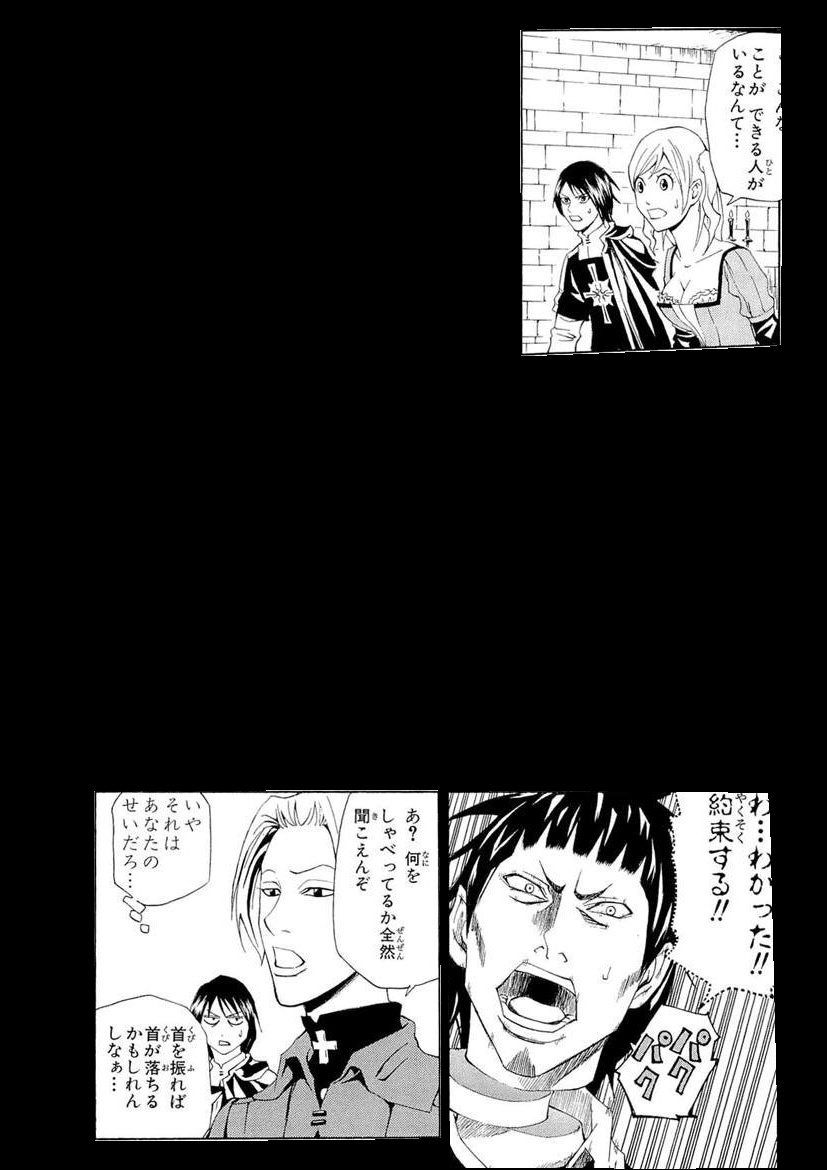 ことができる人が
いるなんて…
わ…わかった!!
約束する!!
パク
パク
あ?何を
しゃべってるか全然
聞こえんぞ
いや
それは
あなたの
せいだろ…
首を振れば
首が落ちる
かもしれん
しなぁ…